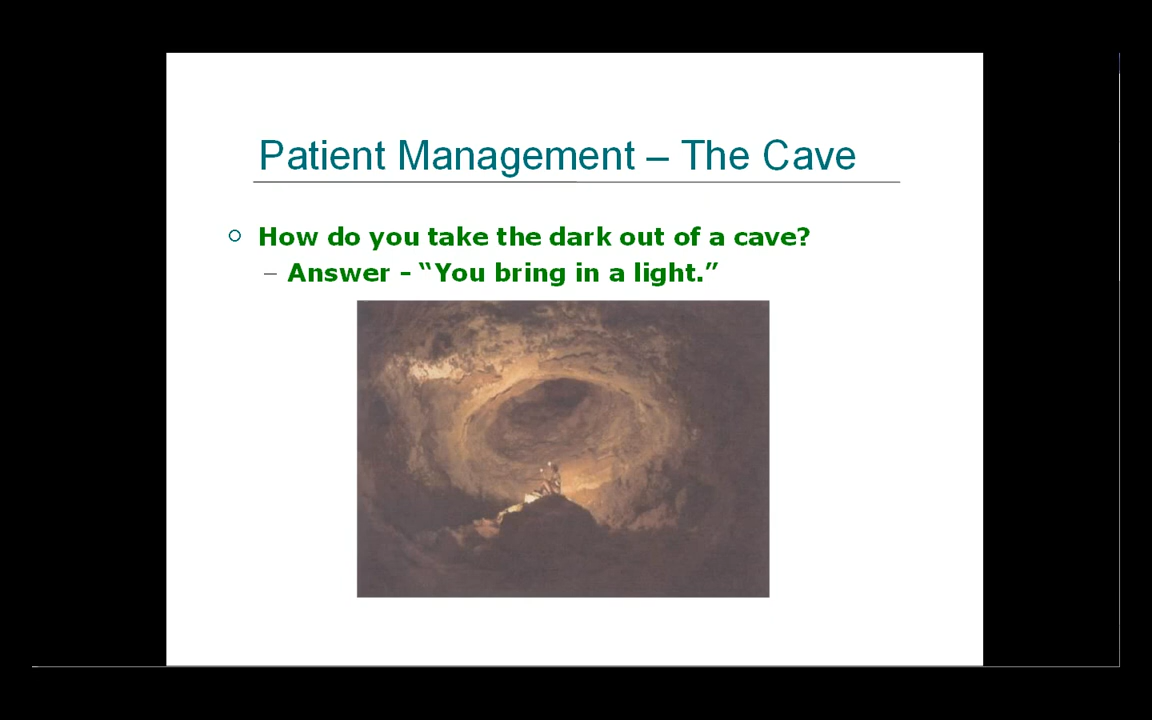 Patient Management – The Cave
How do you take the dark out of a cave?
– Answer - “You bring in a light.”